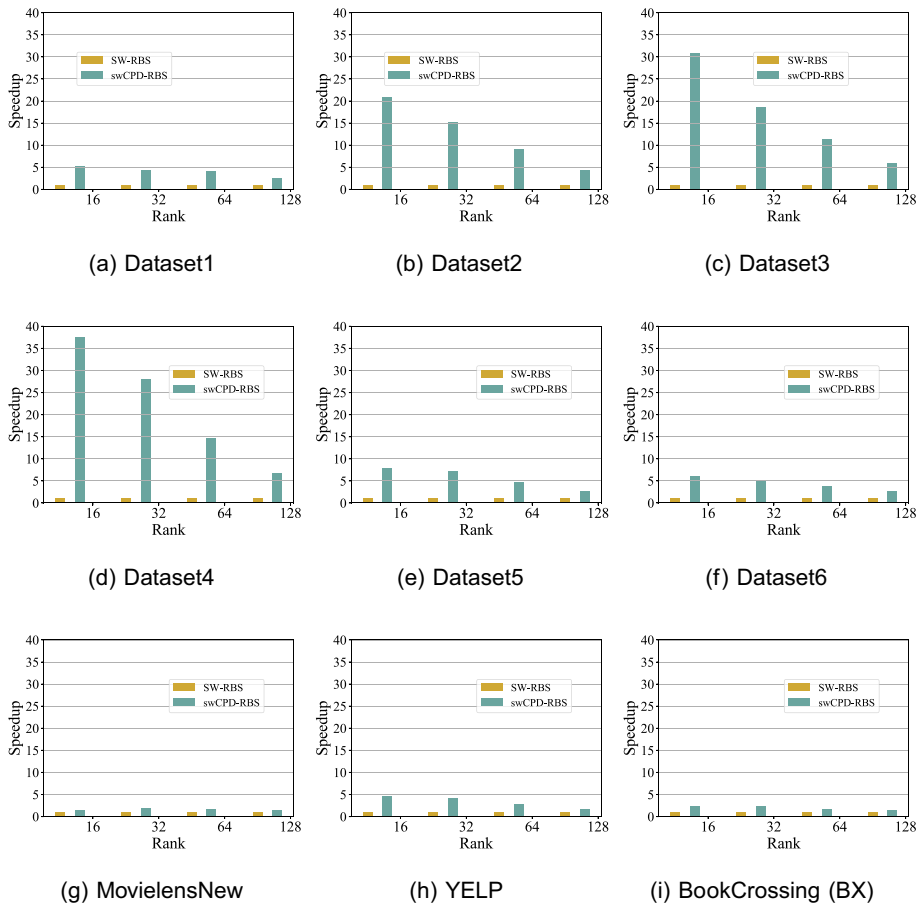 40
35
30
25
20
15
10
5
0
Speedup
SW-RBS
swCPD-RBS
16 32 64 128
Rank
(a) Dataset1
40
35
30
25
20
15
10
5
0
Speedup
SW-RBS
swCPD-RBS
16 32 64 128
Rank
(b) Dataset2
40
35
30
25
20
15
10
5
0
Speedup
SW-RBS
swCPD-RBS
16 32 64 128
Rank
(c) Dataset3
40
35
30
25
20
15
10
5
0
Speedup
SW-RBS
swCPD-RBS
16 32 64 128
Rank
(d) Dataset4
40
35
30
25
20
15
10
5
0
Speedup
SW-RBS
swCPD-RBS
16 32 64 128
Rank
(e) Dataset5
40
35
30
25
20
15
10
5
0
Speedup
SW-RBS
swCPD-RBS
16 32 64 128
Rank
(f) Dataset6
40
35
30
25
20
15
10
5
0
Speedup
SW-RBS
swCPD-RBS
16 32 64 128
Rank
(g) MovielensNew
40
35
30
25
20
15
10
5
0
Speedup
SW-RBS
swCPD-RBS
16 32 64 128
Rank
(h) YELP
40
35
30
25
20
15
10
5
0
Speedup
SW-RBS
swCPD-RBS
16 32 64 128
Rank
(i) BookCrossing (BX)